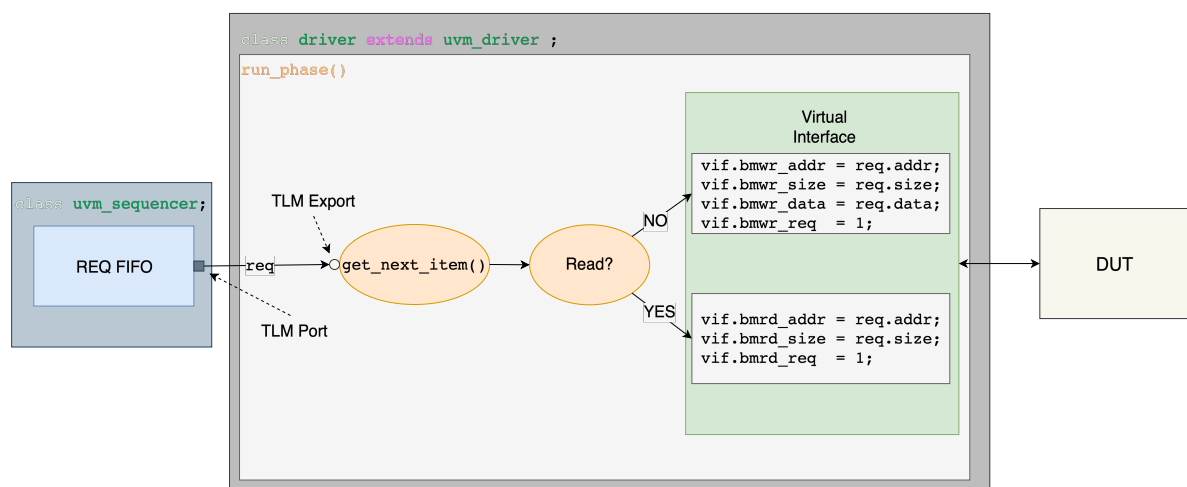 class driver extends uvm_driver ;
run_phase()
Virtual
Interface
vif.bmwr_addr = req.addr;
vif.bmwr_size = req.size;
vif.bmwr_data = req.data;
vif.bmwr_req  = 1;
class uvm_sequencer;
REQ FIFO
TLM Export
TLM Port
req
get_next_item()
Read?
NO
YES
vif.bmrd_addr = req.addr;
vif.bmrd_size = req.size;
vif.bmrd_req  = 1;
DUT